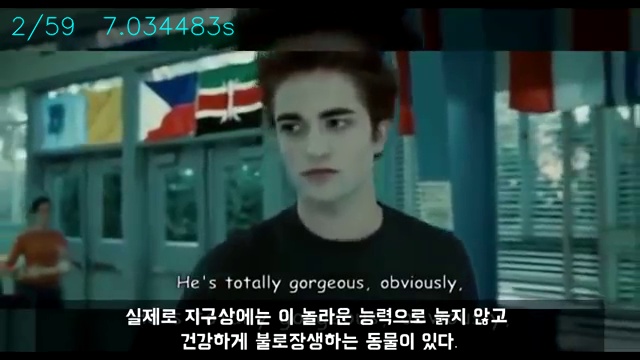 2/59 7.034483s
He's totally gorgeous, obviously,
실제로 지구상에는 이 놀라운 능력으로 늙지 않고
건강하게 불로장생하는 동물이 있다.